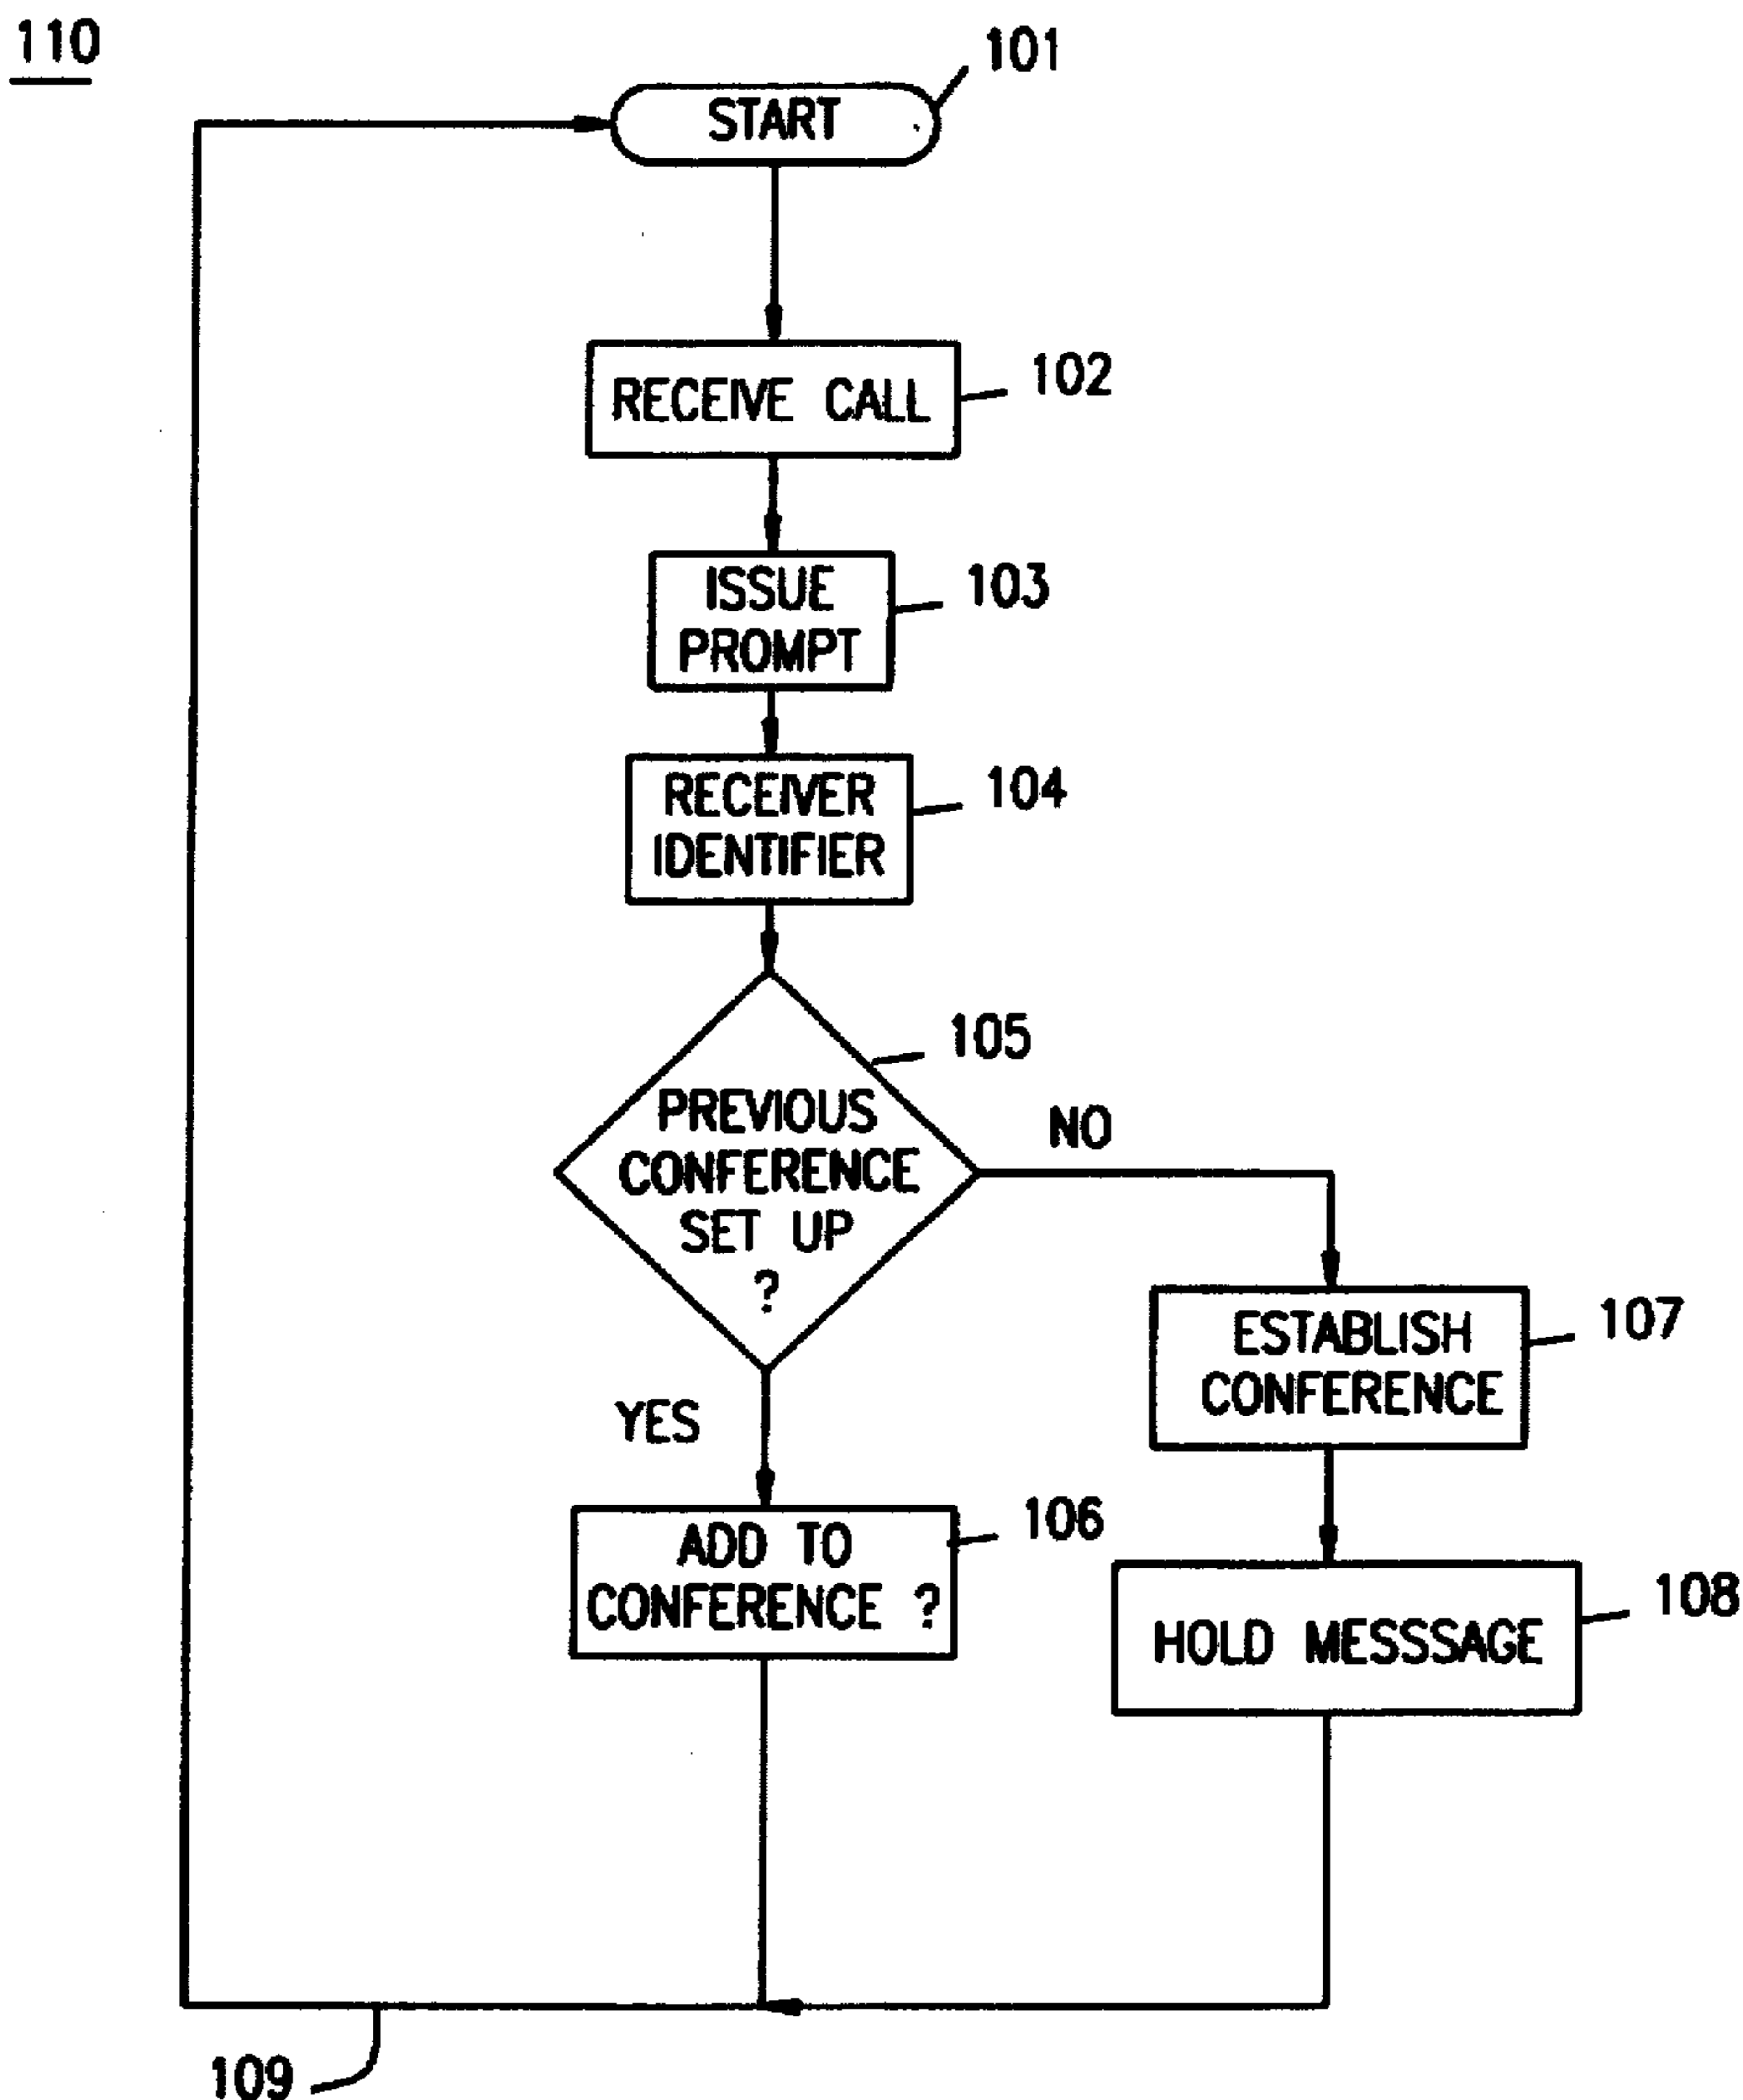 110
101
START
RECEIVE CALL
102
ISSUE
PROMPT
103
RECEIVER
IDENTIFIER
104
105
PREVIOUS
CONFERENCE
SET UP
?
NO
YES
ESTABLISH
CONFERENCE
107
ADD TO
CONFERENCE ?
106
HOLD MESSSAGE
108
109